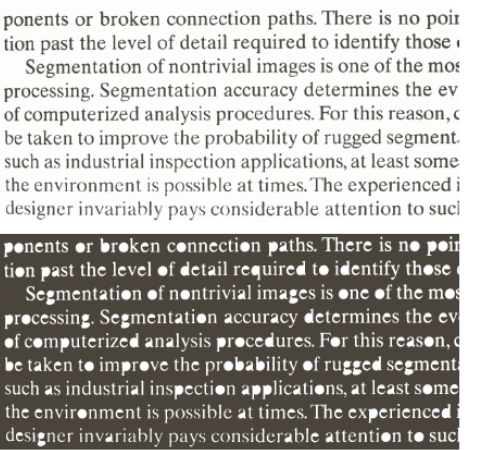 ponents or broken connection paths. There is no poin
tion past the level of detail required to identify those
Segmentation of nontrivial images is one of the mos
processing. Segmentation accuracy determines the ev
of computerized analysis procedures. For this reason, c
be taken to improve the probability of rugged segment
such as industrial inspection applications, at least some
the environment is possible at times. The experienced i
designer invariably pays considerable attention to such
ponents or broken connection paths. There is no poin
tion past the level of detail required to identify those
Segmentation of nontrivial images is one of the mos
processing. Segmentation accuracy determines the ev
of computerized analysis procedures. For this reason, c
be taken to improve the probability of rugged segment
such as industrial inspection applications, at least some
the environment is possible at times. The experienced i
designer invariably pays considerable attention to such